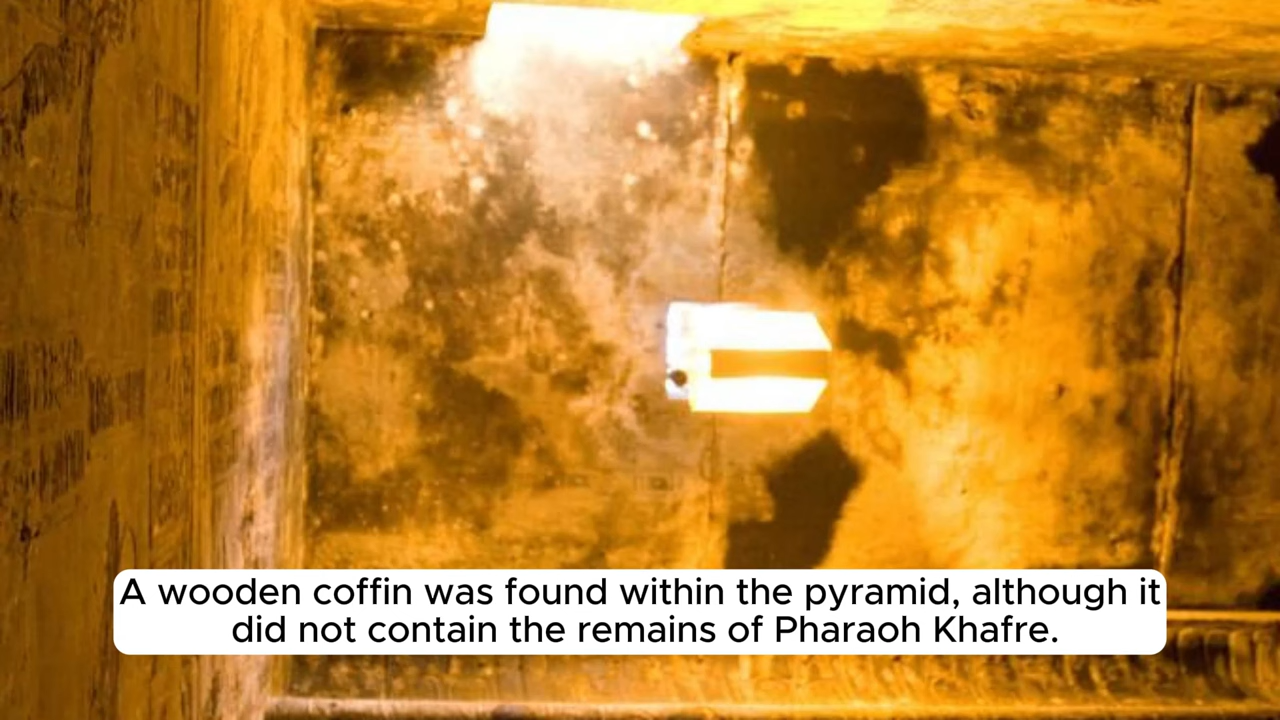 A wooden coffin was found within the pyramid, although it
did not contain the remains of Pharaoh Khafre.